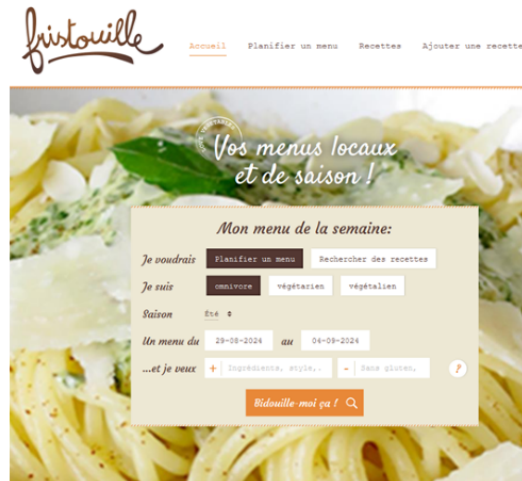 fristouille
Accueil Planifier un menu Recettes Ajouter une recette
Vos menus locaux
et de saison !
Mon menu de la semaine:
Je voudrais Planifier un menu Rechercher des recettes
Je suis omnivore végétarien végétalien
Saison Été
Un menu du 29-08-2024 au 04-09-2024
...et je veux + Ingrédients, style,. - Sans gluten, ?
Bidouille-moi ça !